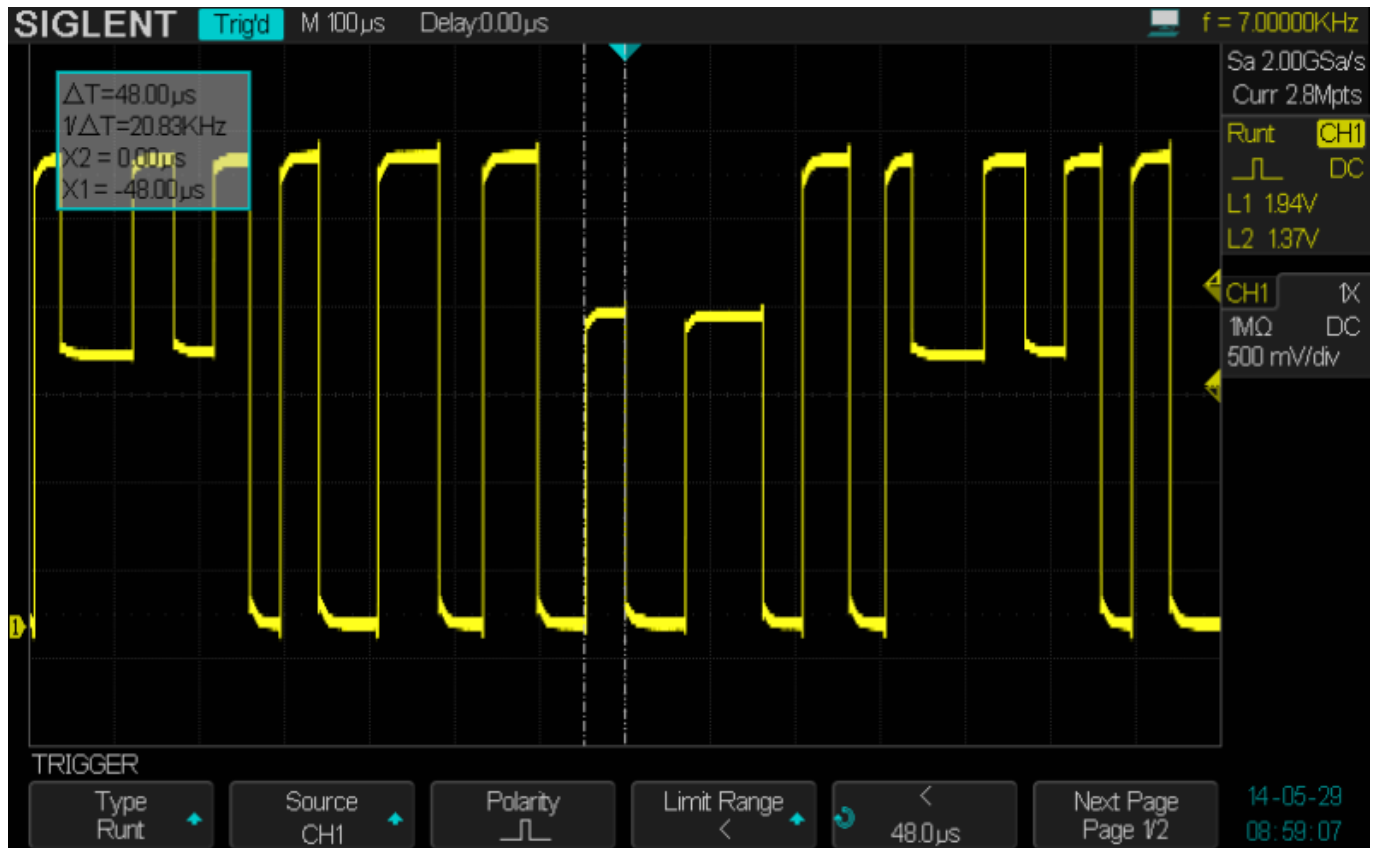 SIGLENT Trig'd M 100µs Delay:0.00µs f = 7.00000KHz
Sa 2.00GSa/s
Curr 2.8Mpts
△T=48.00µs
1/△T=20.83KHz
X2 = 0.00µs
X1 = -48.00µs
Runt CH1
DC
L1 1.94V
L2 1.37V
CH1 1X
1MΩ DC
500 mV/div
1
TRIGGER
Type Source Polarity Limit Range < Next Page
Runt CH1 < 48.0µs Page 1/2
14-05-29
08:59:07